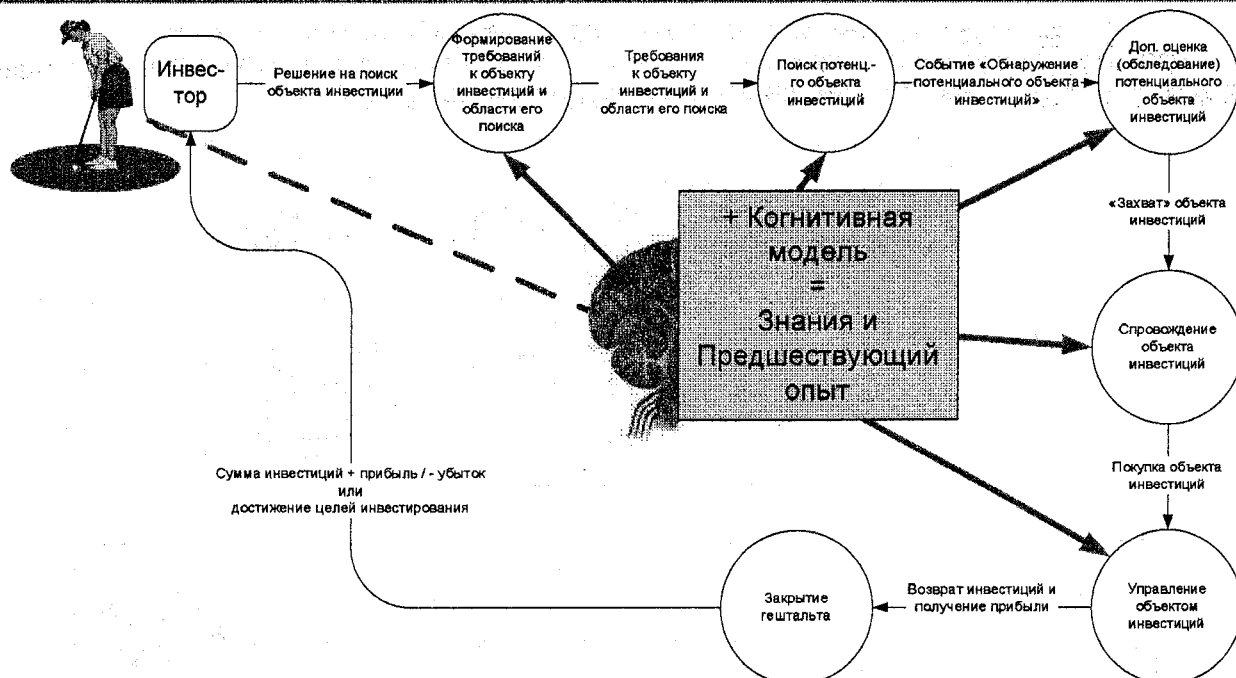 Инвес-
тор
Решение на поиск
объекта инвестиции
Формирование
требований
к объекту
инвестиций и
области его
поиска
Требования
к объекту
инвестиций и
области его поиска
Поиск потенц.-
го объекта
инвестиций
Событие «Обнаружение
потенциального объекта
инвестиций»
Доп. оценка
(обследование)
потенциального
объекта
инвестиций
«Захват» объекта
инвестиций
+ Когнитивная
модель
=
Знания и
Предшествующий
опыт
Спровождение
объекта
инвестиций
Покупка объекта
инвестиций
Управление
объектом
инвестиций
Возврат инвестиций и
получение прибыли
Закрытие
гештальта
Сумма инвестиций + прибыль / - убыток
или
достижение целей инвестирования